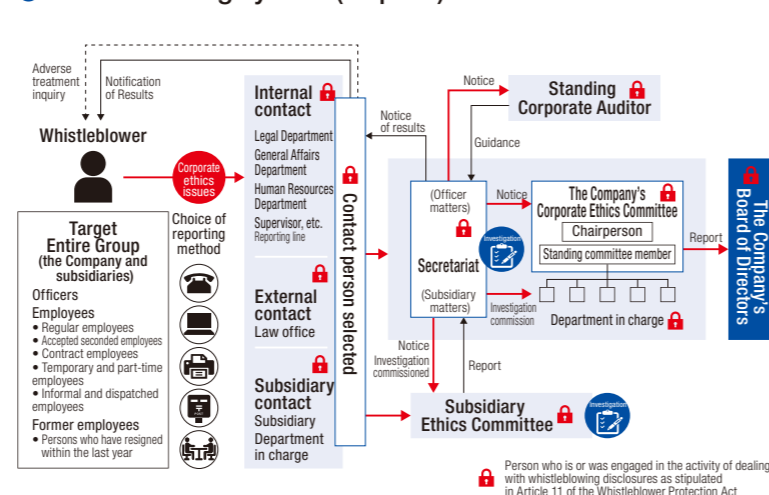 Adverse
treatment
inquiry
Notification
of Results
Whistleblower
Corporate
ethics
issues
Target
Entire Group
(the Company and
subsidiaries)
Officers
Employees
• Regular employees
• Accepted seconded employees
• Contract employees
• Temporary and part-time
employees
• Informal and dispatched
employees
Former employees
• Persons who have resigned
within the last year
Choice of
reporting
method
Internal
contact
Legal Department
General Affairs
Department
Human Resources
Department
Supervisor, etc.
Reporting line
External
contact
Law office
Subsidiary
contact
Subsidiary
Department
in charge
Contact person selected
Notice
of results
Notice
Standing
Corporate Auditor
Guidance
(Officer
matters)
Secretariat
(Subsidiary
matters)
Notice
Investigation
The Company's
Corporate Ethics Committee
Chairperson
Standing committee member
Investigation
commission
Department in charge
Report
The Company's
Board of Directors
Notice
Investigation
commissioned
Report
Subsidiary
Ethics Committee
Investigation
Person who is or was engaged in the activity of dealing
with whistleblowing disclosures as stipulated
in Article 11 of the Whistleblower Protection Act